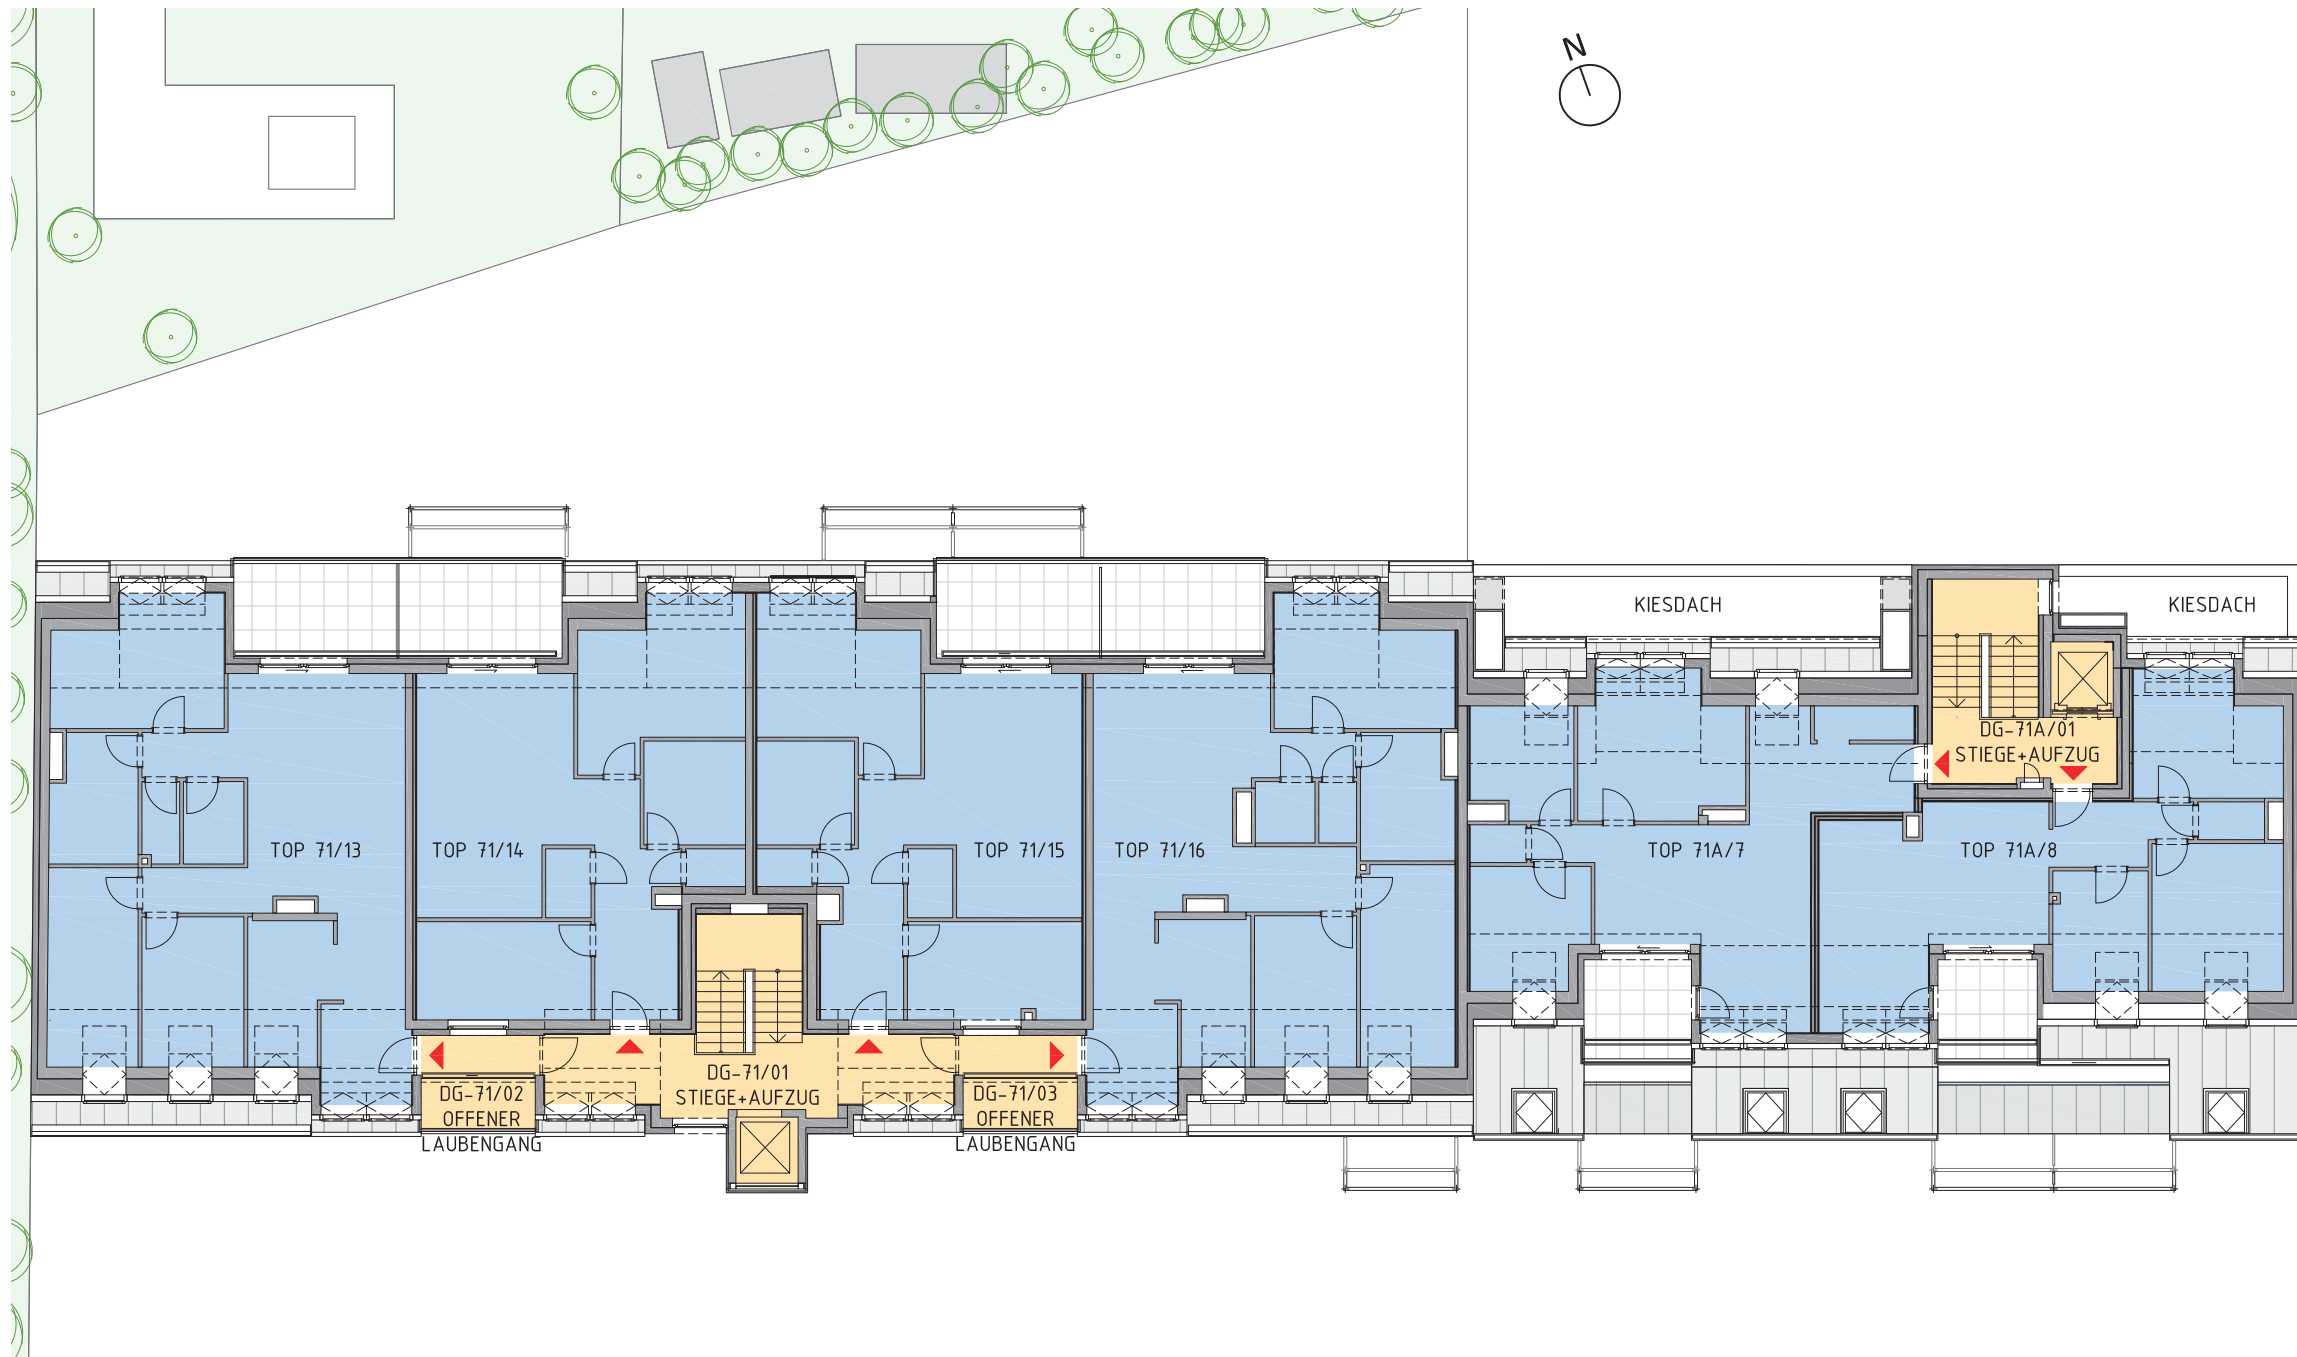 N
KIESDACH
KIESDACH
DG-71A/01
STIEGE+AUFZUG
TOP 71/13
TOP 71/14
TOP 71/15
TOP 71/16
TOP 71A/7
TOP 71A/8
DG-71/02
OFFENER
LAUBENGANG
DG-71/01
STIEGE+AUFZUG
DG-71/03
OFFENER
LAUBENGANG